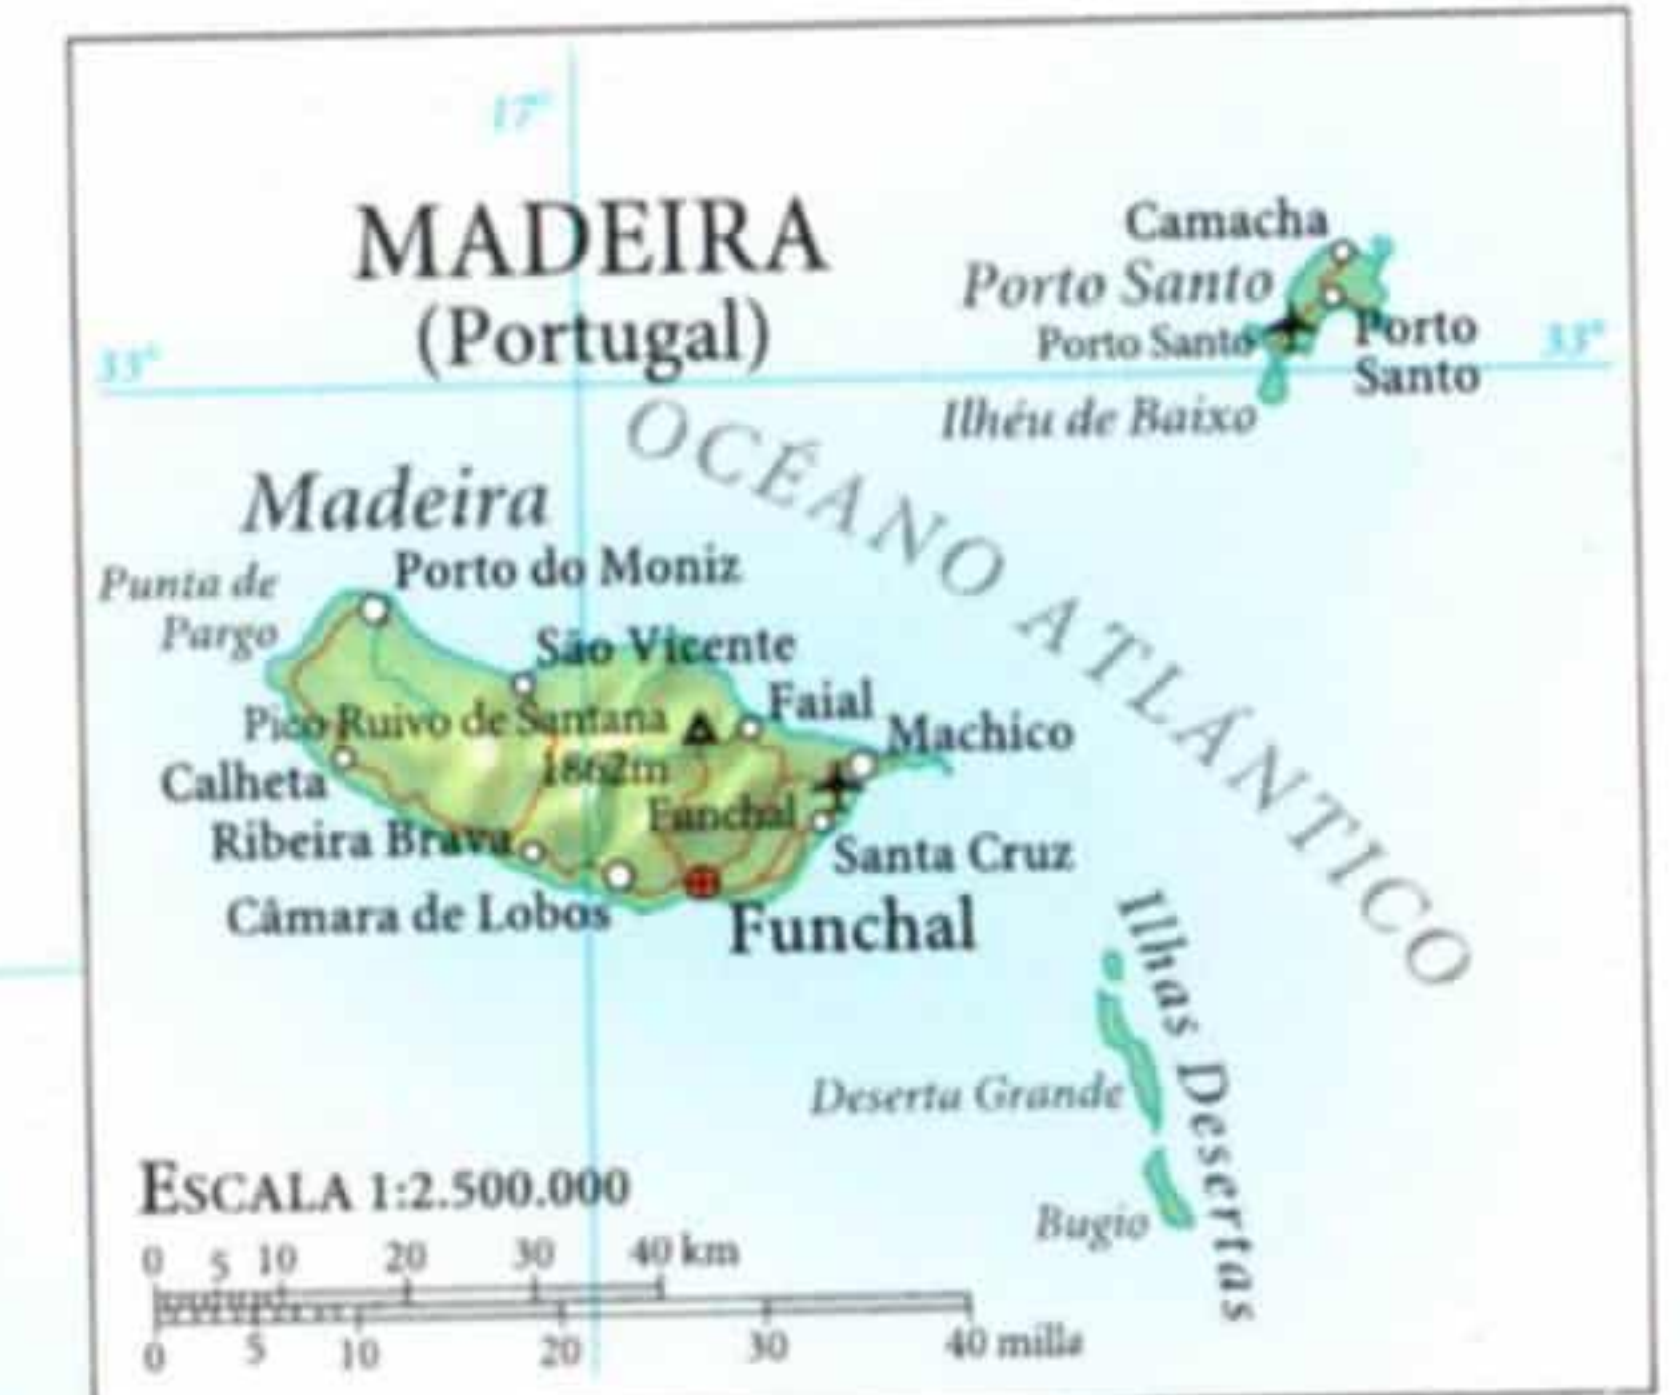 17°
MADEIRA
(Portugal)
33°
33°
Camacha
Porto Santo
Porto Santo
Porto
Santo
Ilhéu de Baixo
OCÉANO ATLÁNTICO
Madeira
Punta de
Pargo
Porto do Moniz
São Vicente
Pico Ruivo de Santana
1862m
Faial
Machico
Calheta
Funchal
Ribeira Brava
Santa Cruz
Câmara de Lobos
Funchal
Ilhas Desertas
Deserta Grande
Bugio
ESCALA 1:2.500.000
0 5 10 20 30 40 km
0 5 10 20 30 40 milla